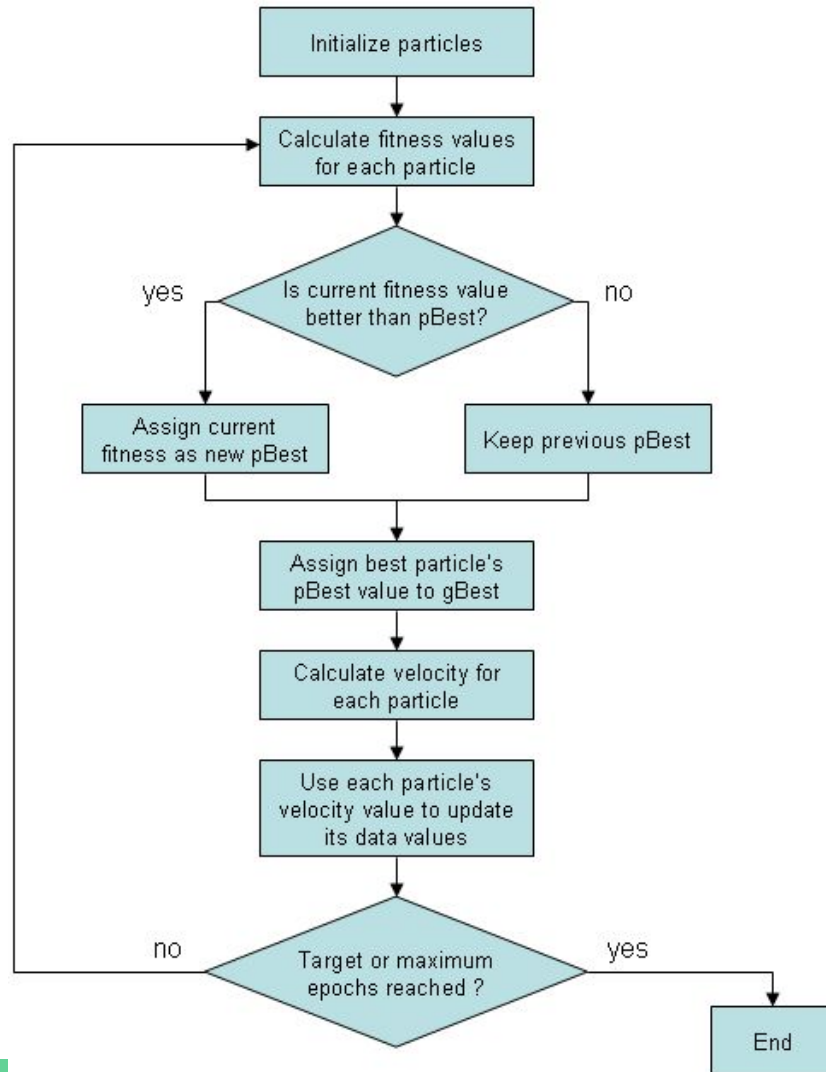 Initialize particles
Calculate fitness values
for each particle
yes
Is current fitness value
better than pBest?
no
Assign current
fitness as new pBest
Keep previous pBest
Assign best particle's
pBest value to gBest
Calculate velocity for
each particle
Use each particle's
velocity value to update
its data values
no
Target or maximum
epochs reached ?
yes
End